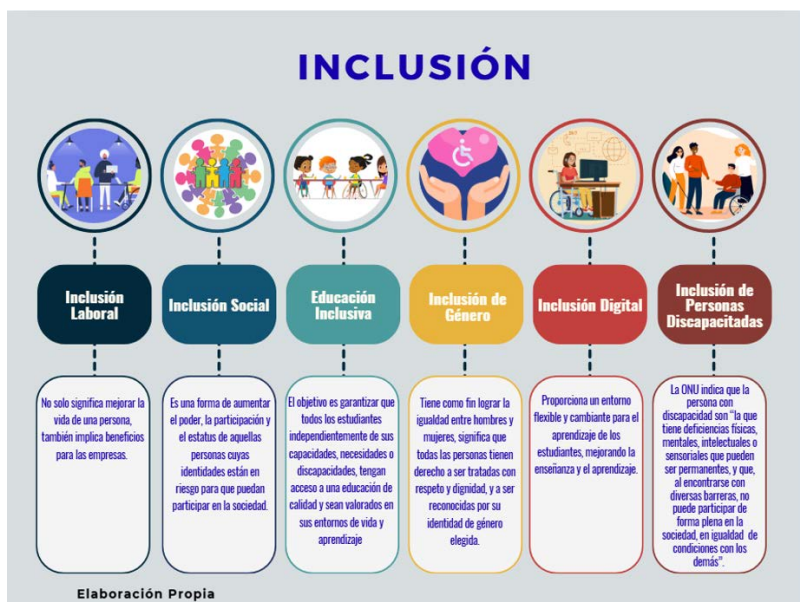 INCLUSIÓN
Inclusión
Laboral
Inclusión Social
Educación
Inclusiva
Inclusión de
Género
Inclusión Digital
Inclusión de
Personas
Discapacitadas
No solo significa mejorar la
vida de una persona,
también implica beneficios
para las empresas.
Es una forma de aumentar
el poder, la participación y
el estatus de aquellas
personas cuyas
identidades están en
riesgo para que puedan
participar en la sociedad.
El objetivo es garantizar que
todos los estudiantes
independientemente de sus
capacidades, necesidades o
discapacidades, tengan
acceso a una educación de
calidad y sean valorados en
sus entornos de vida y
aprendizaje
Tiene como fin lograr la
igualdad entre hombres y
mujeres, significa que
todas las personas tienen
derecho a ser tratadas con
respeto y dignidad, y a ser
reconocidas por su
identidad de género
elegida.
Proporciona un entorno
flexible y cambiante para el
aprendizaje de los
estudiantes, mejorando la
enseñanza y el aprendizaje.
La ONU indica que la
persona con
discapacidad son “la que
tiene deficiencias físicas,
mentales, intelectuales o
sensoriales que pueden
ser permanentes, y que,
al encontrarse con
diversas barreras, no
puede participar de
forma plena en la
sociedad, en igualdad de
condiciones con los
demás”.
Elaboración Propia